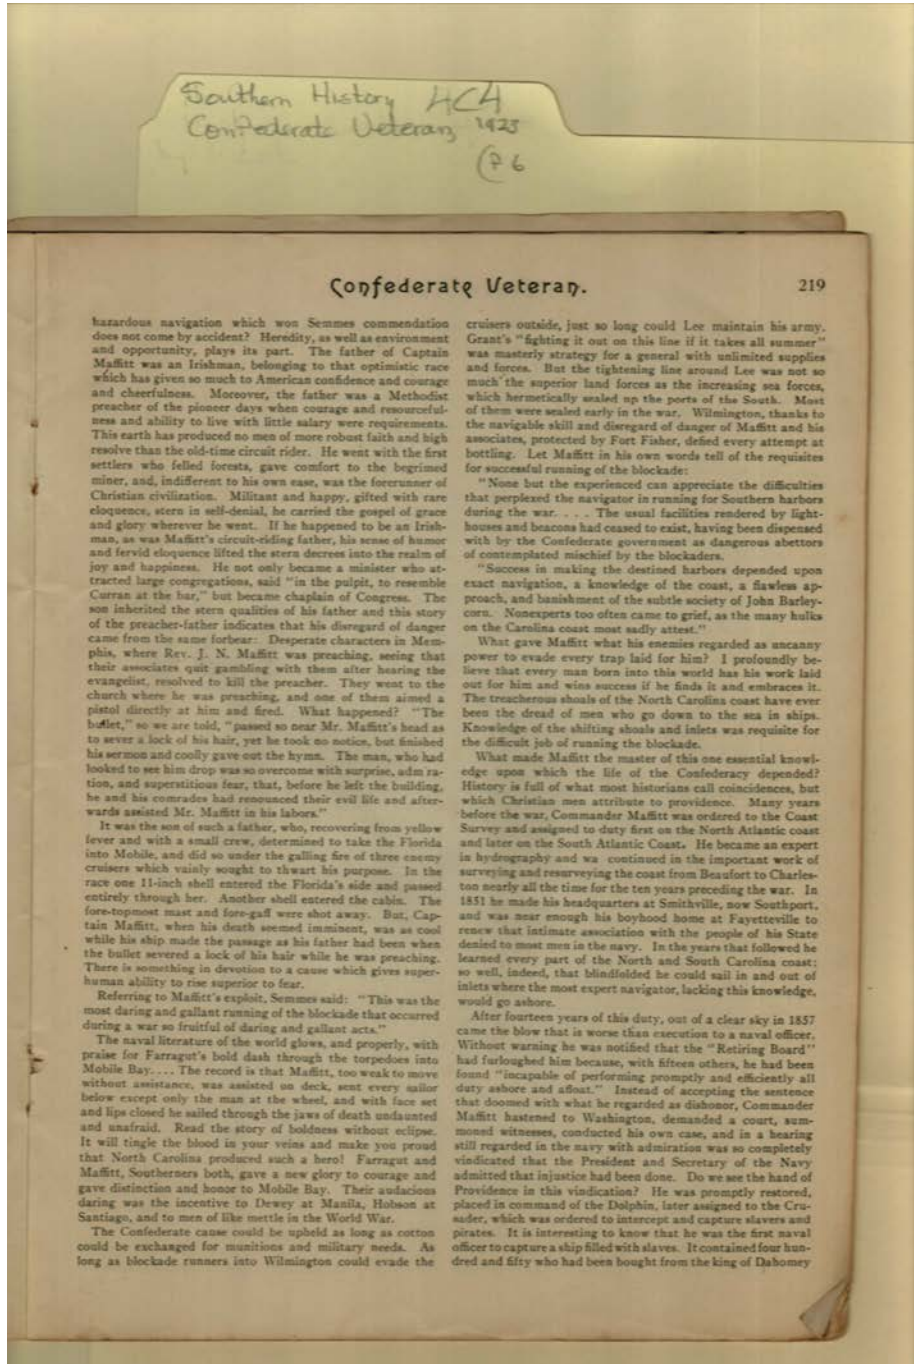 Southern History 4C4
Confederate Veteran, 1923
(P 6
Confederate Veteran.
219
hazardous navigation which won Semmes commendation
does not come by accident? Heredity, as well as environment
and opportunity, plays its part. The father of Captain
Maffitt was an Irishman, belonging to that optimistic race
which has given so much to American confidence and courage
and cheerfulness. Moreover, the father was a Methodist
preacher of the pioneer days when courage and resourceful-
ness and ability to live with little salary were requirements.
This earth has produced no men of more robust faith and high
resolve than the old-time circuit rider. He went with the first
settlers who felled forests, gave comfort to the begrimed
miner, and, indifferent to his own ease, was the forerunner of
Christian civilization. Militant and happy, gifted with rare
eloquence, stern in self-denial, he carried the gospel of grace
and glory wherever he went. If he happened to be an Irish-
man, as was Maffitt's circuit-riding father, his sense of humor
and fervid eloquence lifted the stern decrees into the realm of
joy and happiness. He not only became a minister who at-
tracted large congregations, said "in the pulpit, to resemble
Curran at the bar," but became chaplain of Congress. The
son inherited the stern qualities of his father and this story
of the preacher-father indicates that his disregard of danger
came from the same forbear: Desperate characters in Mem-
phis, where Rev. J. N. Maffitt was preaching, seeing that
their associates quit gambling with them after hearing the
evangelist, resolved to kill the preacher. They went to the
church where he was preaching, and one of them aimed a
pistol directly at him and fired. What happened? "The
bullet," so we are told, "passed so near Mr. Maffitt's head as
to sever a lock of his hair, yet he took no notice, but finished
his sermon and coolly gave out the hymn. The man, who had
looked to see him drop was so overcome with surprise, adm ra-
tion, and superstitious fear, that, before he left the building,
he and his comrades had renounced their evil life and after-
wards assisted Mr. Maffitt in his labors."
It was the son of such a father, who, recovering from yellow
fever and with a small crew, determined to take the Florida
into Mobile, and did so under the galling fire of three enemy
cruisers which vainly sought to thwart his purpose. In the
race one 11-inch shell entered the Florida's side and passed
entirely through her. Another shell entered the cabin. The
fore-topmost mast and fore-gaff were shot away. But, Cap-
tain Maffitt, when his death seemed imminent, was as cool
while his ship made the passage as his father had been when
the bullet severed a lock of his hair while he was preaching.
There is something in devotion to a cause which gives super-
human ability to rise superior to fear.
Referring to Maffitt's exploit, Semmes said: "This was the
most daring and gallant running of the blockade that occurred
during a war so fruitful of daring and gallant acts."
The naval literature of the world glows, and properly, with
praise for Farragut's bold dash through the torpedoes into
Mobile Bay.... The record is that Maffitt, too weak to move
without assistance, was assisted on deck, sent every sailor
below except only the man at the wheel, and with face set
and lips closed he sailed through the jaws of death undaunted
and unafraid. Read the story of boldness without eclipse.
It will tingle the blood in your veins and make you proud
that North Carolina produced such a hero! Farragut and
Maffitt, Southerners both, gave a new glory to courage and
gave distinction and honor to Mobile Bay. Their audacious
daring was the incentive to Dewey at Manila, Hobson at
Santiago, and to men of like mettle in the World War.
The Confederate cause could be upheld as long as cotton
could be exchanged for munitions and military needs. As
long as blockade runners into Wilmington could evade the
cruisers outside, just so long could Lee maintain his army.
Grant's "fighting it out on this line if it takes all summer"
was masterly strategy for a general with unlimited supplies
and forces. But the tightening line around Lee was not so
much the superior land forces as the increasing sea forces,
which hermetically sealed up the ports of the South. Most
of them were sealed early in the war. Wilmington, thanks to
the navigable skill and disregard of danger of Maffitt and his
associates, protected by Fort Fisher, defied every attempt at
bottling. Let Maffitt in his own words tell of the requisites
for successful running of the blockade:
"None but the experienced can appreciate the difficulties
that perplexed the navigator in running for Southern harbors
during the war. . . . The usual facilities rendered by light-
houses and beacons had ceased to exist, having been dispensed
with by the Confederate government as dangerous abettors
of contemplated mischief by the blockaders.
"Success in making the destined harbors depended upon
exact navigation, a knowledge of the coast, a flawless ap-
proach, and banishment of the subtle society of John Barley-
corn. Nonexperts too often came to grief, as the many hulks
on the Carolina coast most sadly attest."
What gave Maffitt what his enemies regarded as uncanny
power to evade every trap laid for him? I profoundly be-
lieve that every man born into this world has his work laid
out for him and wins success if he finds it and embraces it.
The treacherous shoals of the North Carolina coast have ever
been the dread of men who go down to the sea in ships.
Knowledge of the shifting shoals and inlets was requisite for
the difficult job of running the blockade.
What made Maffitt the master of this one essential knowl-
edge upon which the life of the Confederacy depended?
History is full of what most historians call coincidences, but
which Christian men attribute to providence. Many years
before the war, Commander Maffitt was ordered to the Coast
Survey and assigned to duty first on the North Atlantic coast
and later on the South Atlantic Coast. He became an expert
in hydrography and wa continued in the important work of
surveying and resurveying the coast from Beaufort to Charles-
ton nearly all the time for the ten years preceding the war. In
1851 he made his headquarters at Smithville, now Southport,
and was near enough his boyhood home at Fayetteville to
renew that intimate association with the people of his State
denied to most men in the navy. In the years that followed he
learned every part of the North and South Carolina coast;
so well, indeed, that blindfolded he could sail in and out of
inlets where the most expert navigator, lacking this knowledge,
would go ashore.
After fourteen years of this duty, out of a clear sky in 1857
came the blow that is worse than execution to a naval officer.
Without warning he was notified that the "Retiring Board"
had furloughed him because, with fifteen others, he had been
found "incapable of performing promptly and efficiently all
duty ashore and afloat." Instead of accepting the sentence
that doomed with what he regarded as dishonor, Commander
Maffitt hastened to Washington, demanded a court, sum-
moned witnesses, conducted his own case, and in a hearing
still regarded in the navy with admiration was so completely
vindicated that the President and Secretary of the Navy
admitted that injustice had been done. Do we see the hand of
Providence in this vindication? He was promptly restored,
placed in command of the Dolphin, later assigned to the Cru-
sader, which was ordered to intercept and capture slavers and
pirates. It is interesting to know that he was the first naval
officer to capture a ship filled with slaves. It contained four hun-
dred and fifty who had been bought from the king of Dahomey